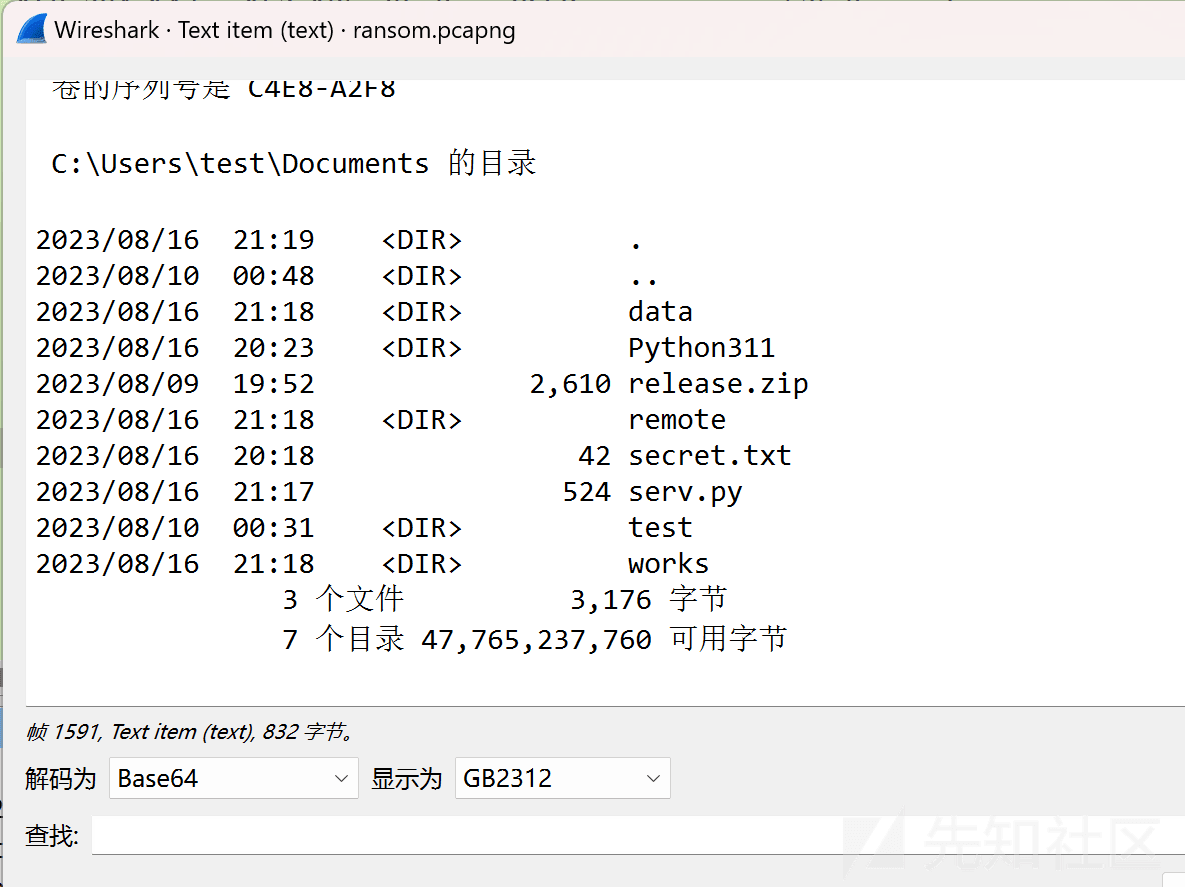 Wireshark · Text item (text) · ransom.pcapng
卷的序列号是 C4E8-A2F8
C:\Users\test\Documents 的目录
2023/08/16  21:19    <DIR>          .
2023/08/10  00:48    <DIR>          ..
2023/08/16  21:18    <DIR>          data
2023/08/16  20:23    <DIR>          Python311
2023/08/09  19:52             2,610 release.zip
2023/08/16  21:18    <DIR>          remote
2023/08/16  20:18                42 secret.txt
2023/08/16  21:17               524 serv.py
2023/08/10  00:31    <DIR>          test
2023/08/16  21:18    <DIR>          works
3 个文件          3,176 字节
7 个目录 47,765,237,760 可用字节
帧 1591, Text item (text), 832 字节。
解码为 Base64 显示为 GB2312
查找:
先知社区